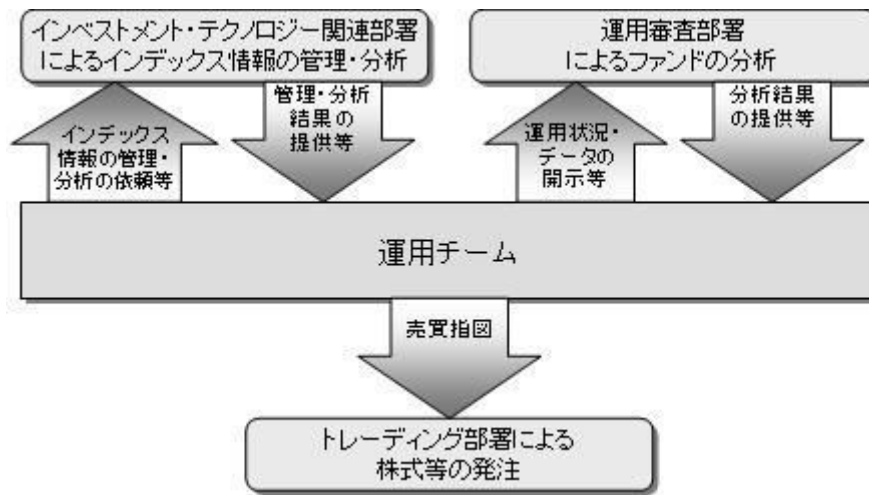 インベストメント・テクノロジー関連部署
によるインデックス情報の管理・分析
運用審査部署
によるファンドの分析
インデックス
情報の管理・
分析の依頼等
管理・分析
結果の
提供等
運用状況・
データの
開示等
分析結果
の提供等
運用チーム
売買指図
トレーディング部署による
株式等の発注